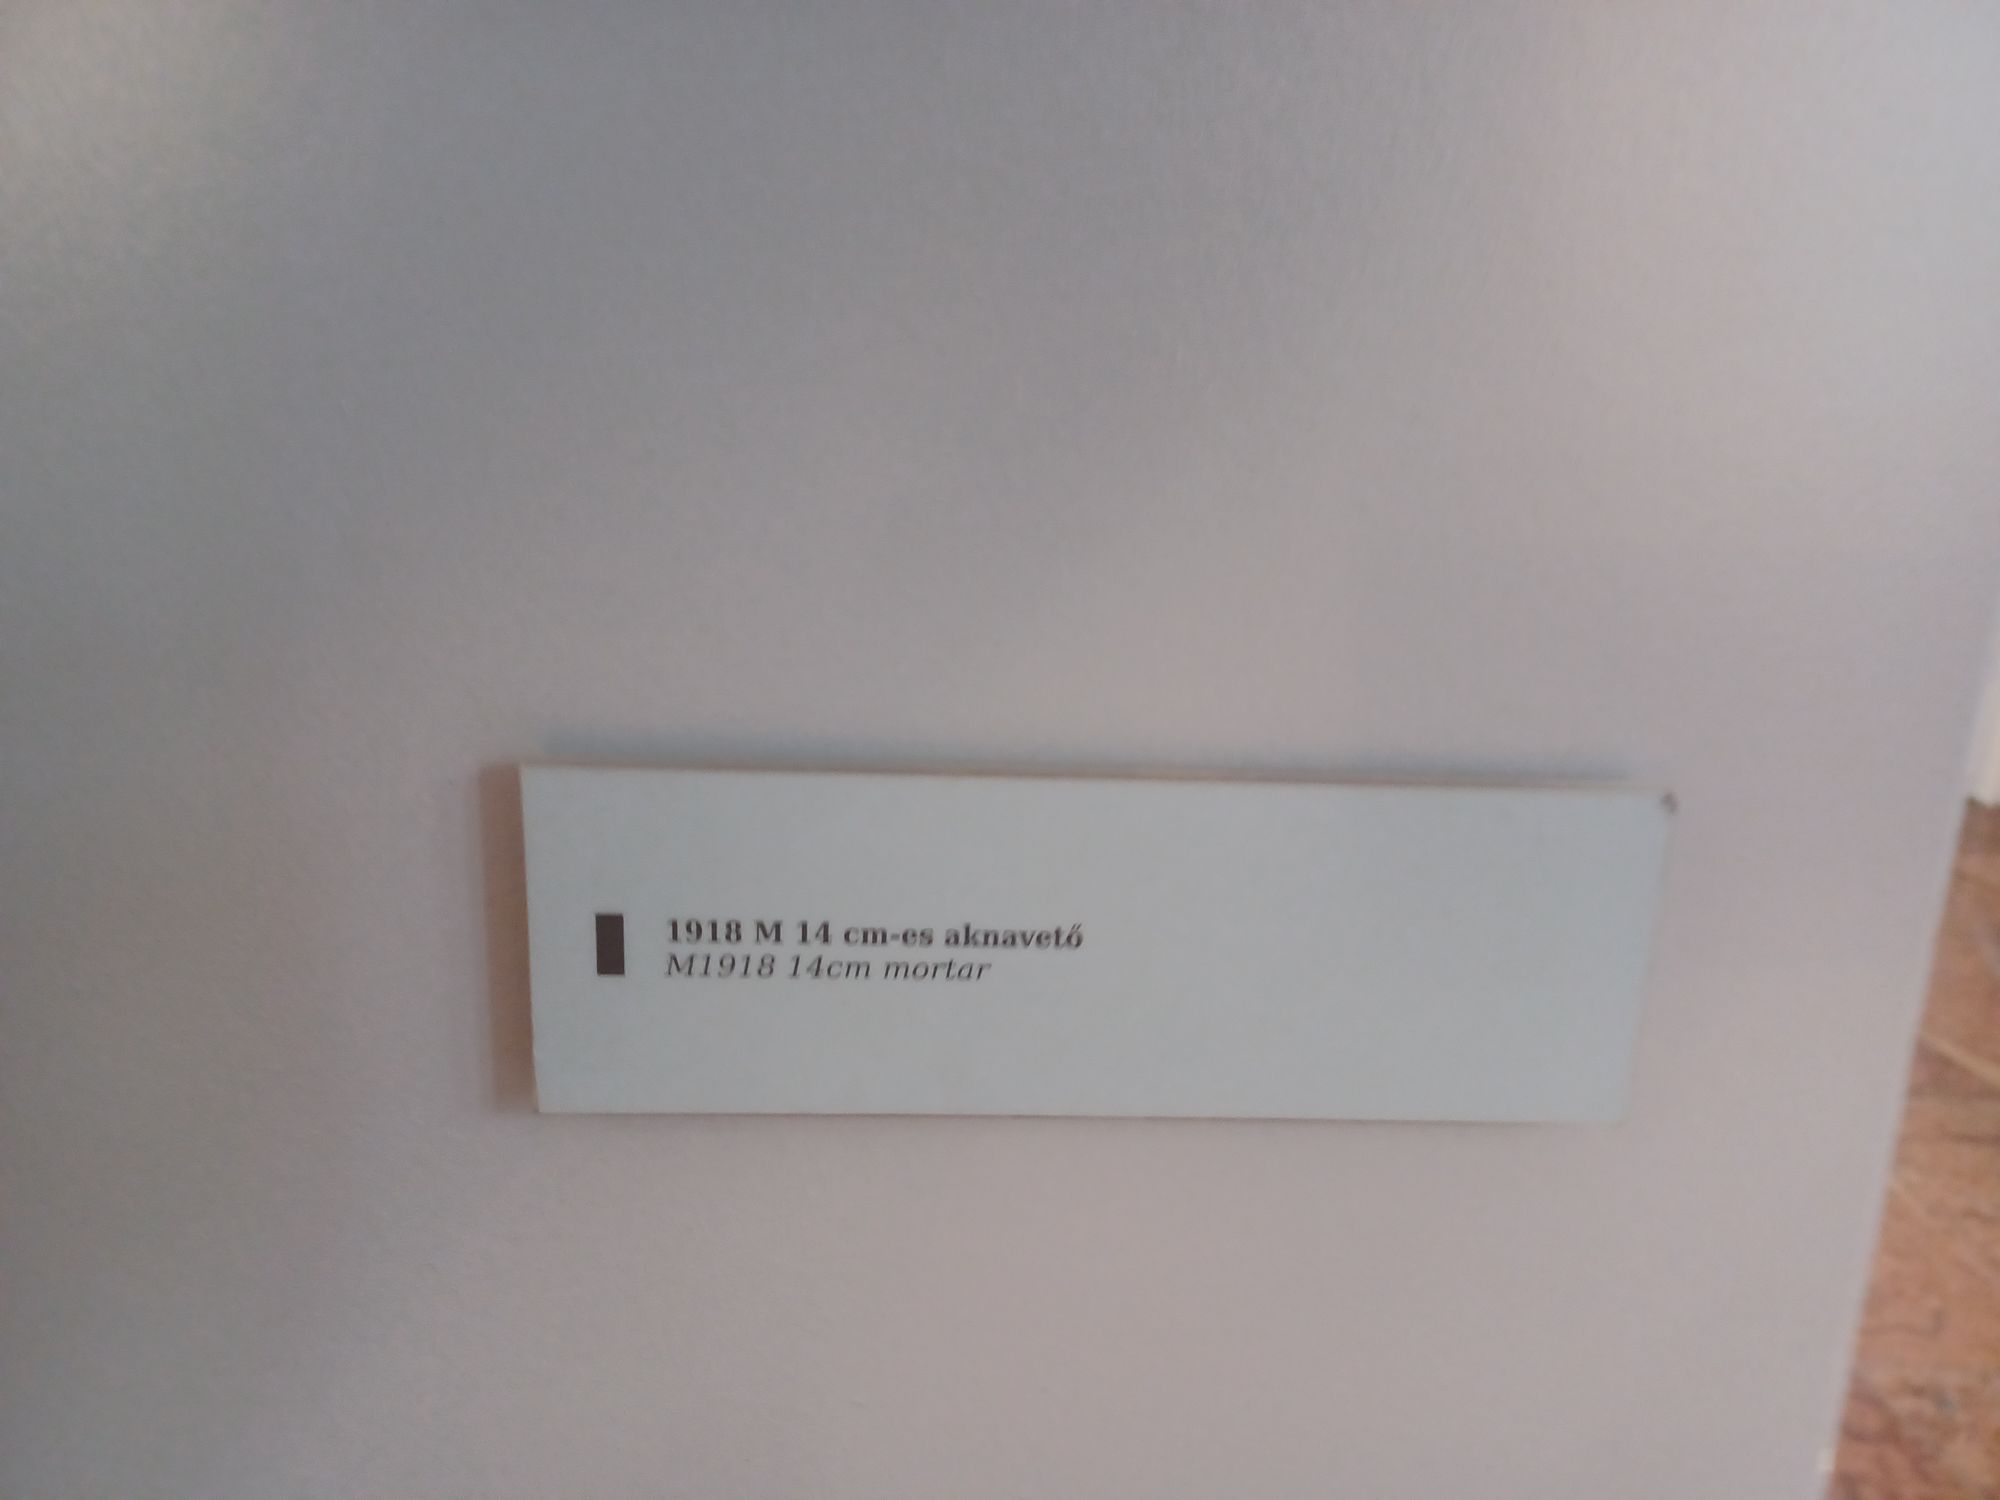 1918 M 14 cm-es aknavető
M1918 14cm mortar